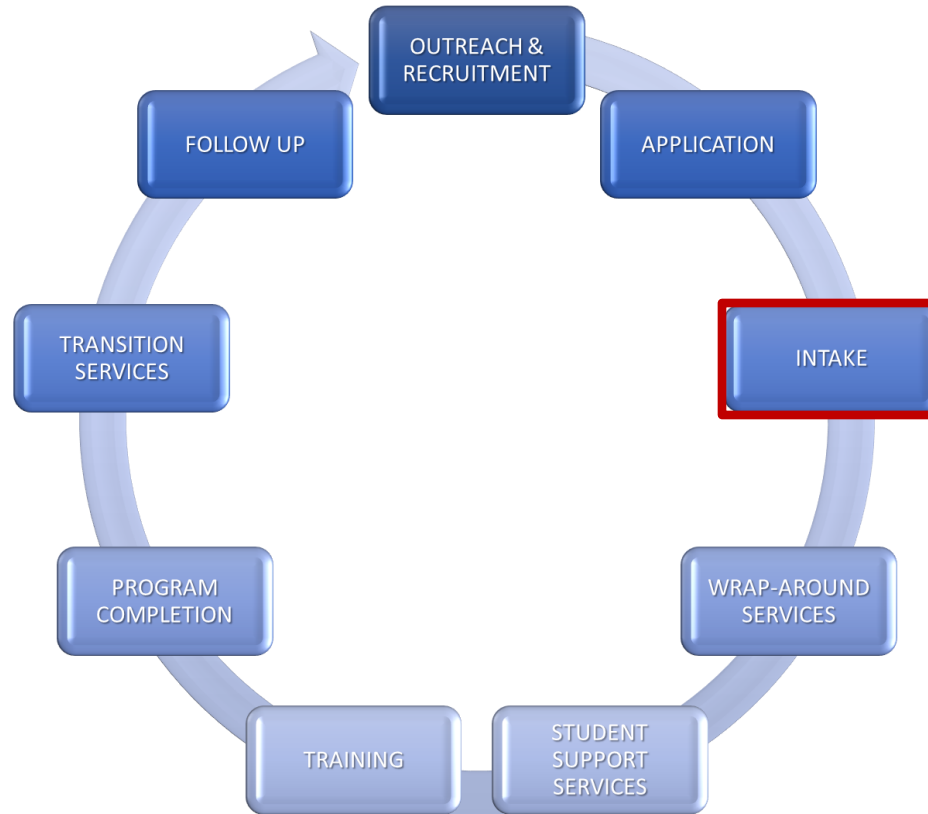 OUTREACH &
RECRUITMENT
APPLICATION
INTAKE
WRAP-AROUND
SERVICES
STUDENT
SUPPORT
SERVICES
TRAINING
PROGRAM
COMPLETION
TRANSITION
SERVICES
FOLLOW UP